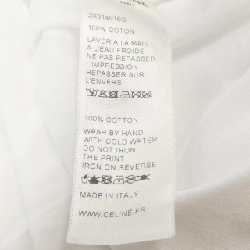 100% COTON
LAVER A LA MAIN
A L'EAU FROIDE
NE PAS REPASSER
L'IMPRESSION
REPASSER SUR
L'ENVERS
100% COTTON
WASH BY HAND
WITH COLD WATER
DO NOT IRON
THE PRINT
IRON ON REVERSE
MADE IN ITALY
WWW.CELINE.FR